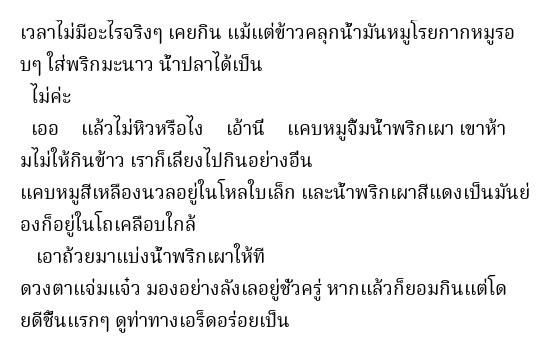 เวลาไม่มีอะไรจริงๆ เคยกิน แม้แต่ข้าวคลุกน้ำมันหมูโรยกากหมูรอ
บๆ ใส่พริกมะนาว น้ำปลาได้เป็น
ไม่ค่ะ
เออ แล้วไม่หิวหรือไง เอ้านี่ แคบหมูจิ้มน้ำพริกเผา เขาห้า
มไม่ให้กินข้าว เราก็เลี่ยงไปกินอย่างอื่น
แคบหมูสีเหลืองนวลอยู่ในโหลใบเล็ก และน้ำพริกเผาสีแดงเป็นมันย่
องก็อยู่ในโถเคลือบใกล้
เอาถ้วยมาแบ่งน้ำพริกเผาให้ที
ดวงตาแจ่มแจ๋ว มองอย่างลังเลอยู่ชั่วครู่ หากแล้วก็ยอมกินแต่โด
ยดีชิ้นแรกๆ ดูท่าทางเอร็ดอร่อยเป็น